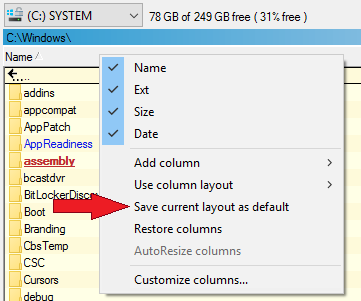 (C:) SYSTEM
78 GB of 249 GB free ( 31% free )
C:\Windows\
Name
..
addins
appcompat
AppPatch
AppReadiness
assembly
bcastdvr
Boot
Branding
CbsTemp
CSC
Cursors
debug
Name
Ext
Size
Date
Add column
Use column layout
Save current layout as default
Restore columns
AutoResize columns
Customize columns...